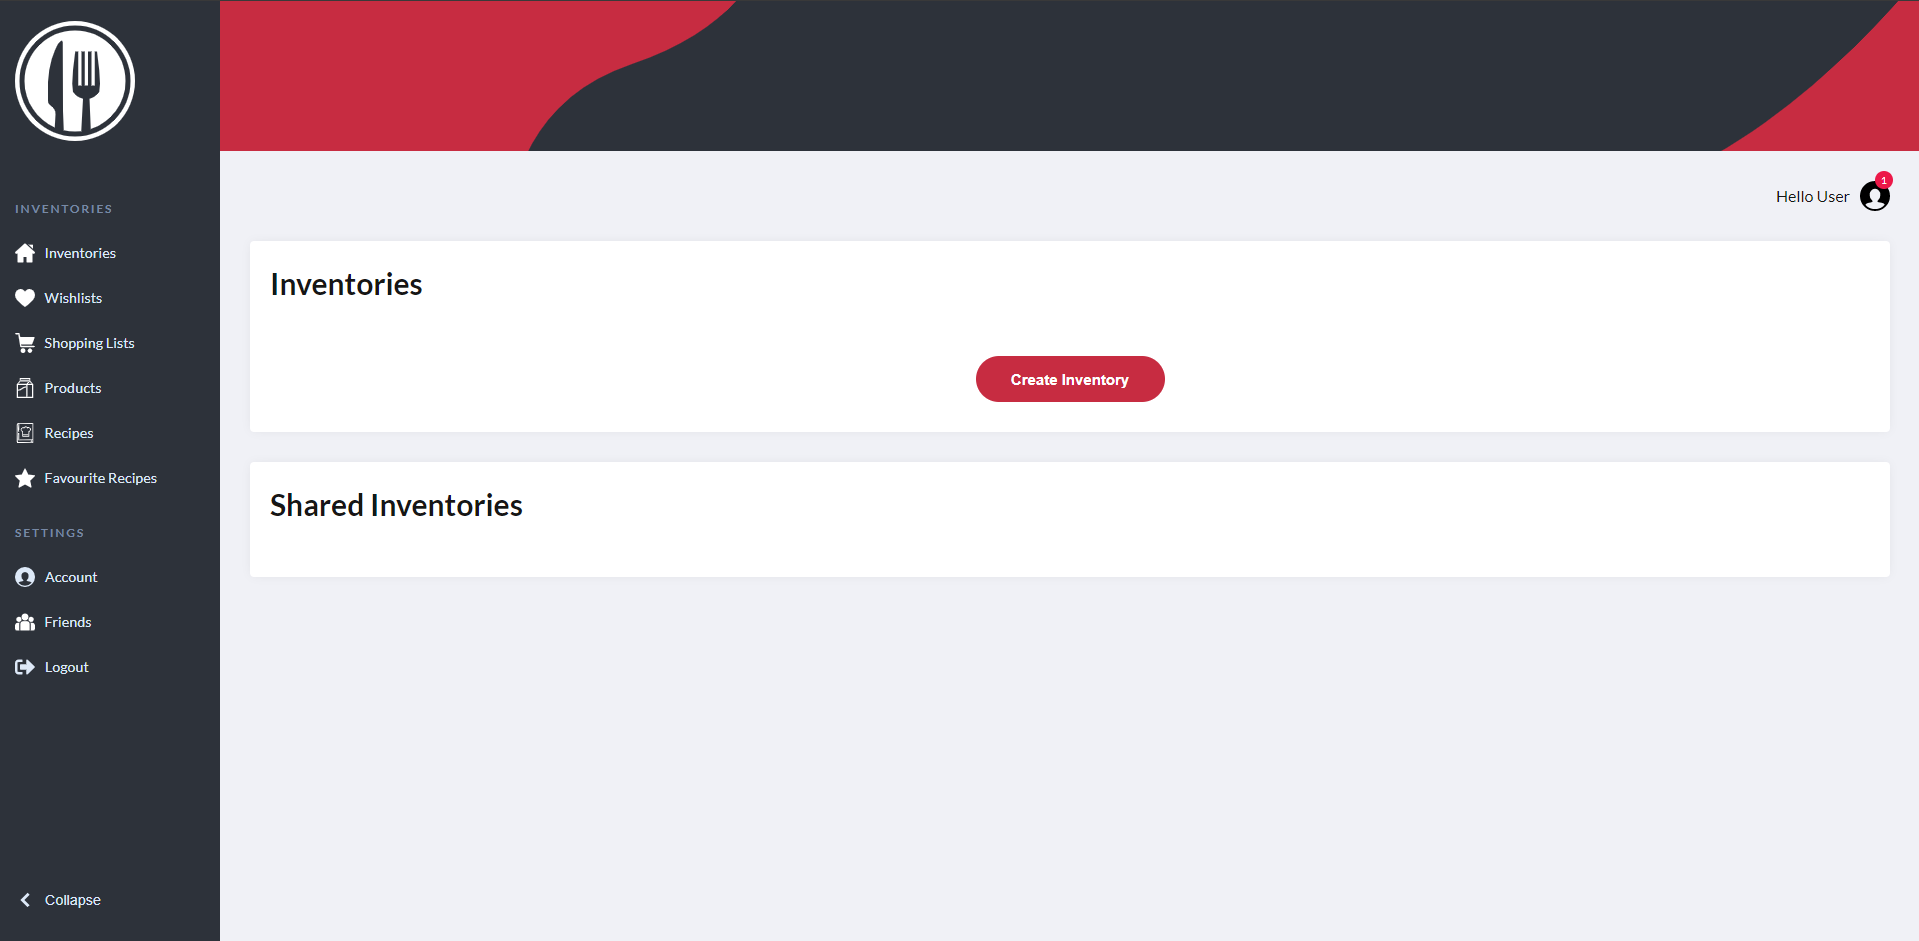 INVENTORIES
Inventories
Wishlists
Shopping Lists
Products
Recipes
Favourite Recipes
SETTINGS
Account
Friends
Logout
Collapse
Hello User
1
Inventories
Create Inventory
Shared Inventories